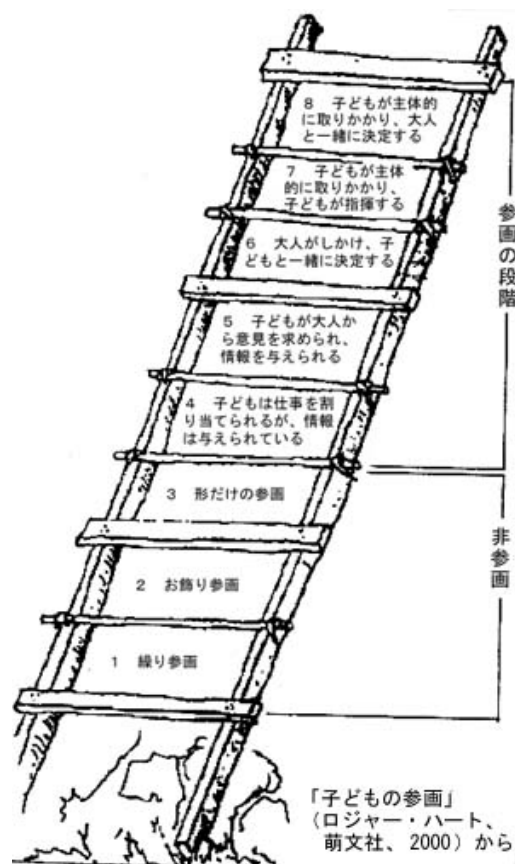 8 子どもが主体的
に取りかかり、大人
と一緒に決定する
7 子どもが主体
的に取りかかり、
子どもが指揮する
6 大人がしかけ、子
どもと一緒に決定する
5 子どもが大人か
ら意見を求められ、
情報を与えられる
4 子どもは仕事を割
り当てられるが、情報
は与えられている
3 形だけの参画
2 お飾り参画
1 繰り参画
参画の段階
非参画
「子どもの参画」
(ロジャー・ハート、
萌文社、2000)から